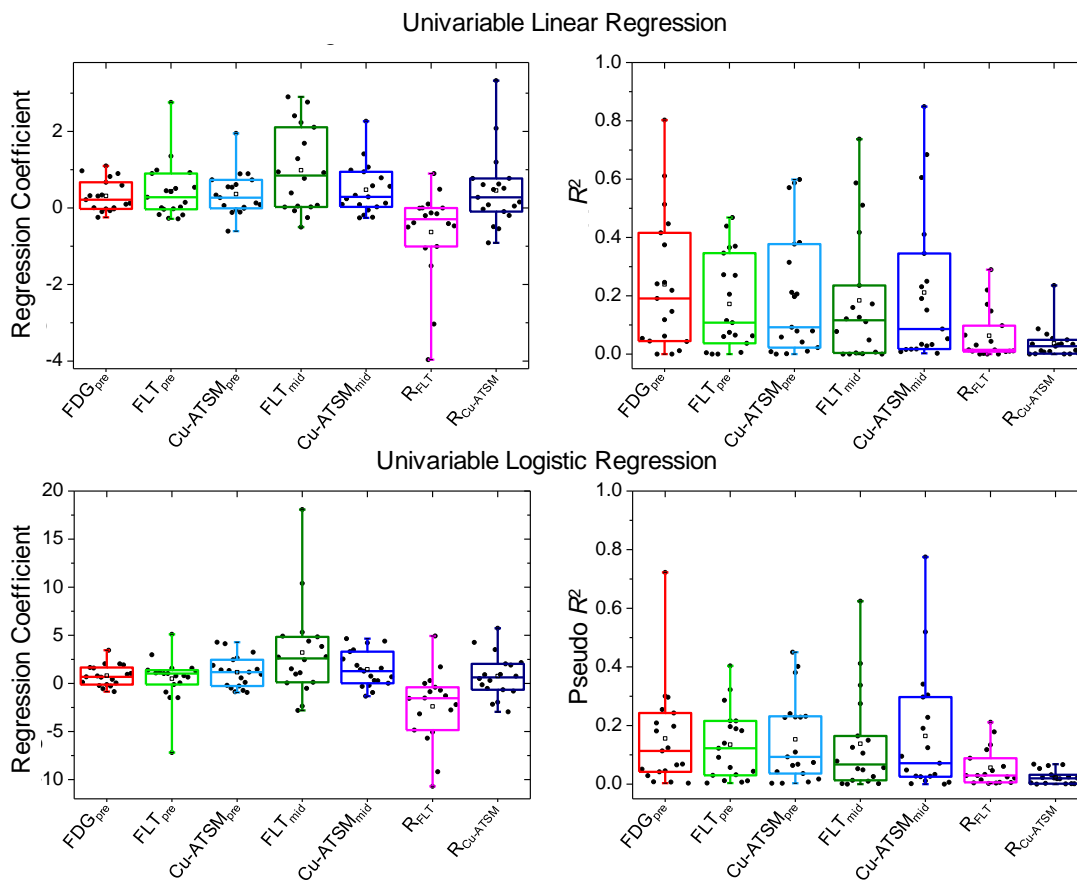 Univariable Linear Regression
Regression Coefficient
2
0
-2
-4
FDGpre
FLTpre
Cu-ATSMpre
FLTmid
Cu-ATSMmid
RFLT
RCu-ATSM
R²
1.0
0.8
0.6
0.4
0.2
0.0
FDGpre
FLTpre
Cu-ATSMpre
FLTmid
Cu-ATSMmid
RFLT
RCu-ATSM
Univariable Logistic Regression
Regression Coefficient
20
15
10
5
0
-5
10
FDGpre
FLTpre
Cu-ATSMpre
FLTmid
Cu-ATSMmid
RFLT
RCu-ATSM
Pseudo R²
1.0
0.8
0.6
0.4
0.2
0.0
FDGpre
FLTpre
Cu-ATSMpre
FLTmid
Cu-ATSMmid
RFLT
RCu-ATSM